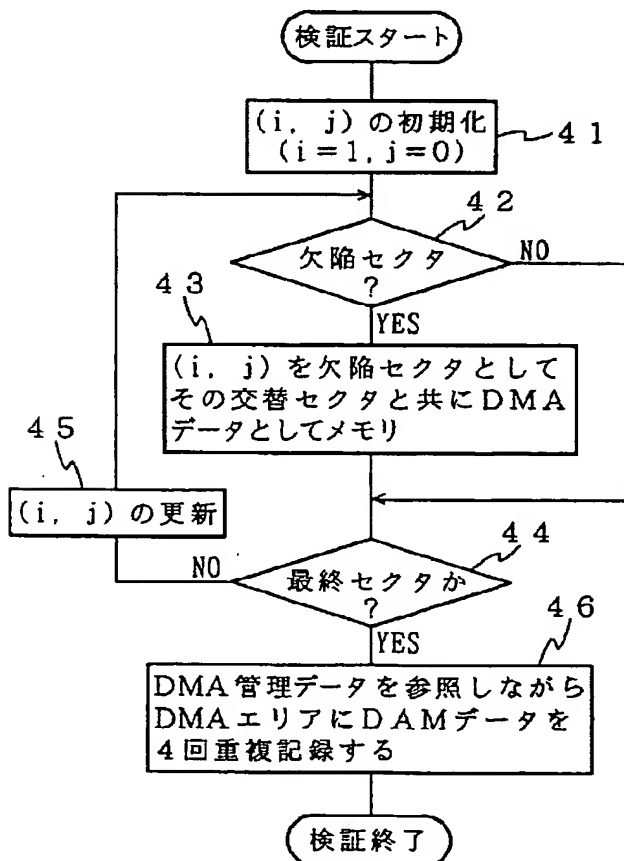 検証スタート
(i, j) の初期化
(i=1, j=0)
41
42
欠陥セクタ
?
NO
YES
43
(i, j) を欠陥セクタとして
その交替セクタと共にDMA
データとしてメモリ
45
(i, j) の更新
44
最終セクタか
?
NO
YES
46
DMA管理データを参照しながら
DMAエリアにDAMデータを
4回重複記録する
検証終了